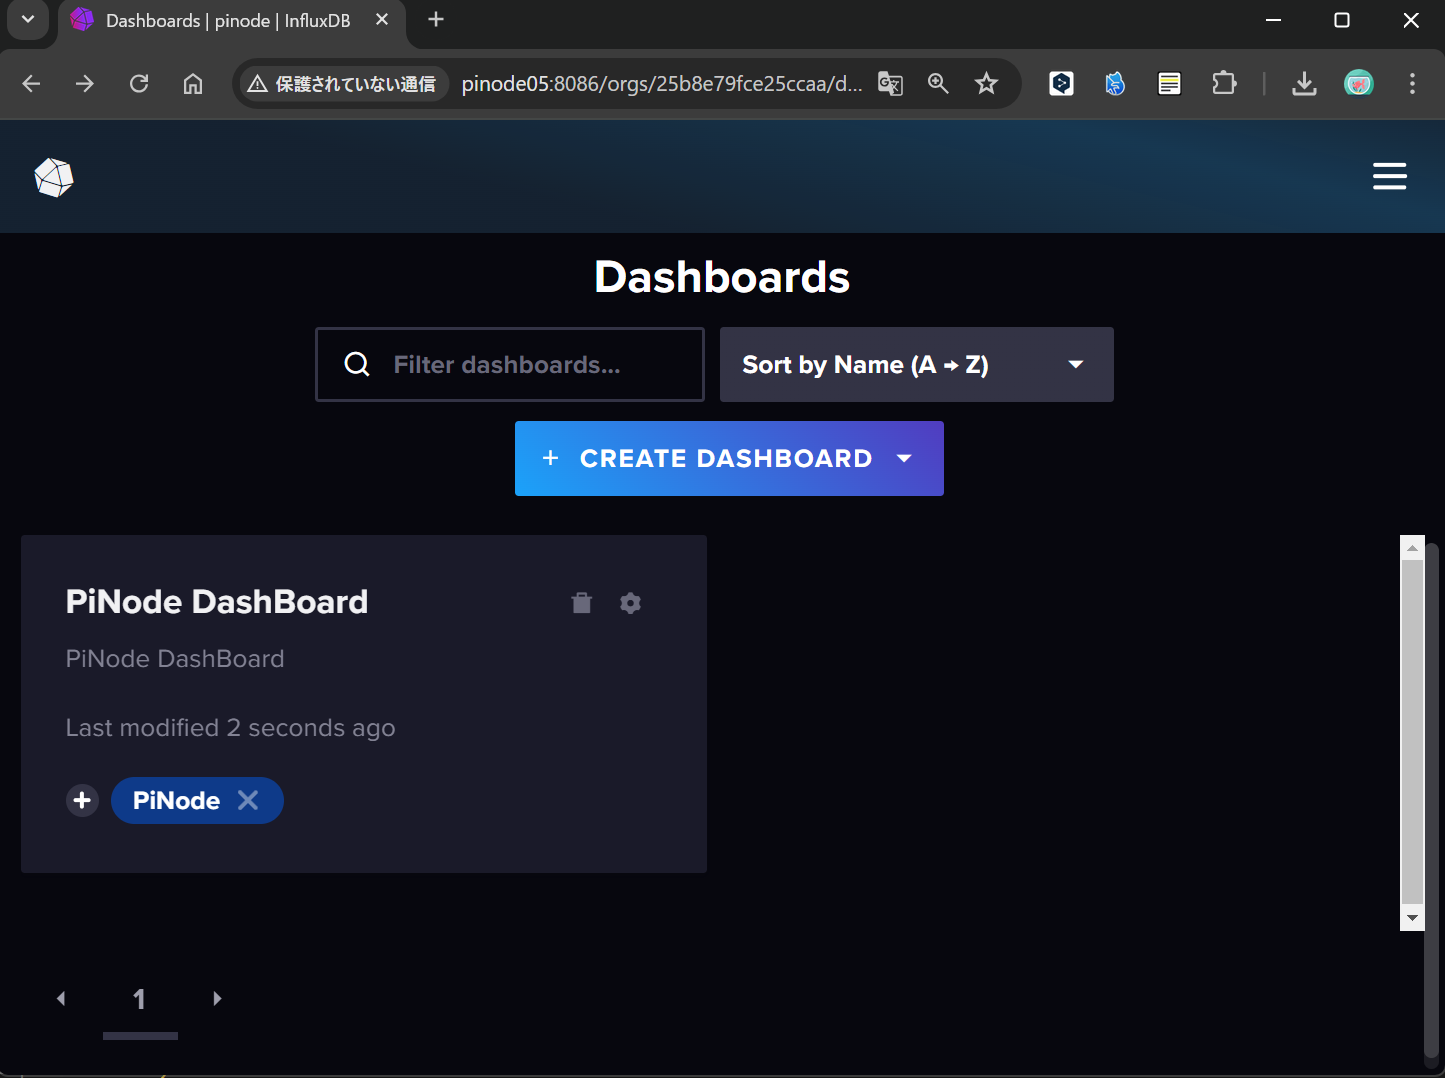 Dashboards | pinode | InfluxDB
保護されていない通信 pinode05:8086/orgs/25b8e79fce25ccaa/d...
Dashboards
Filter dashboards...
Sort by Name (A → Z)
+ CREATE DASHBOARD
PiNode DashBoard
PiNode DashBoard
Last modified 2 seconds ago
PiNode
1